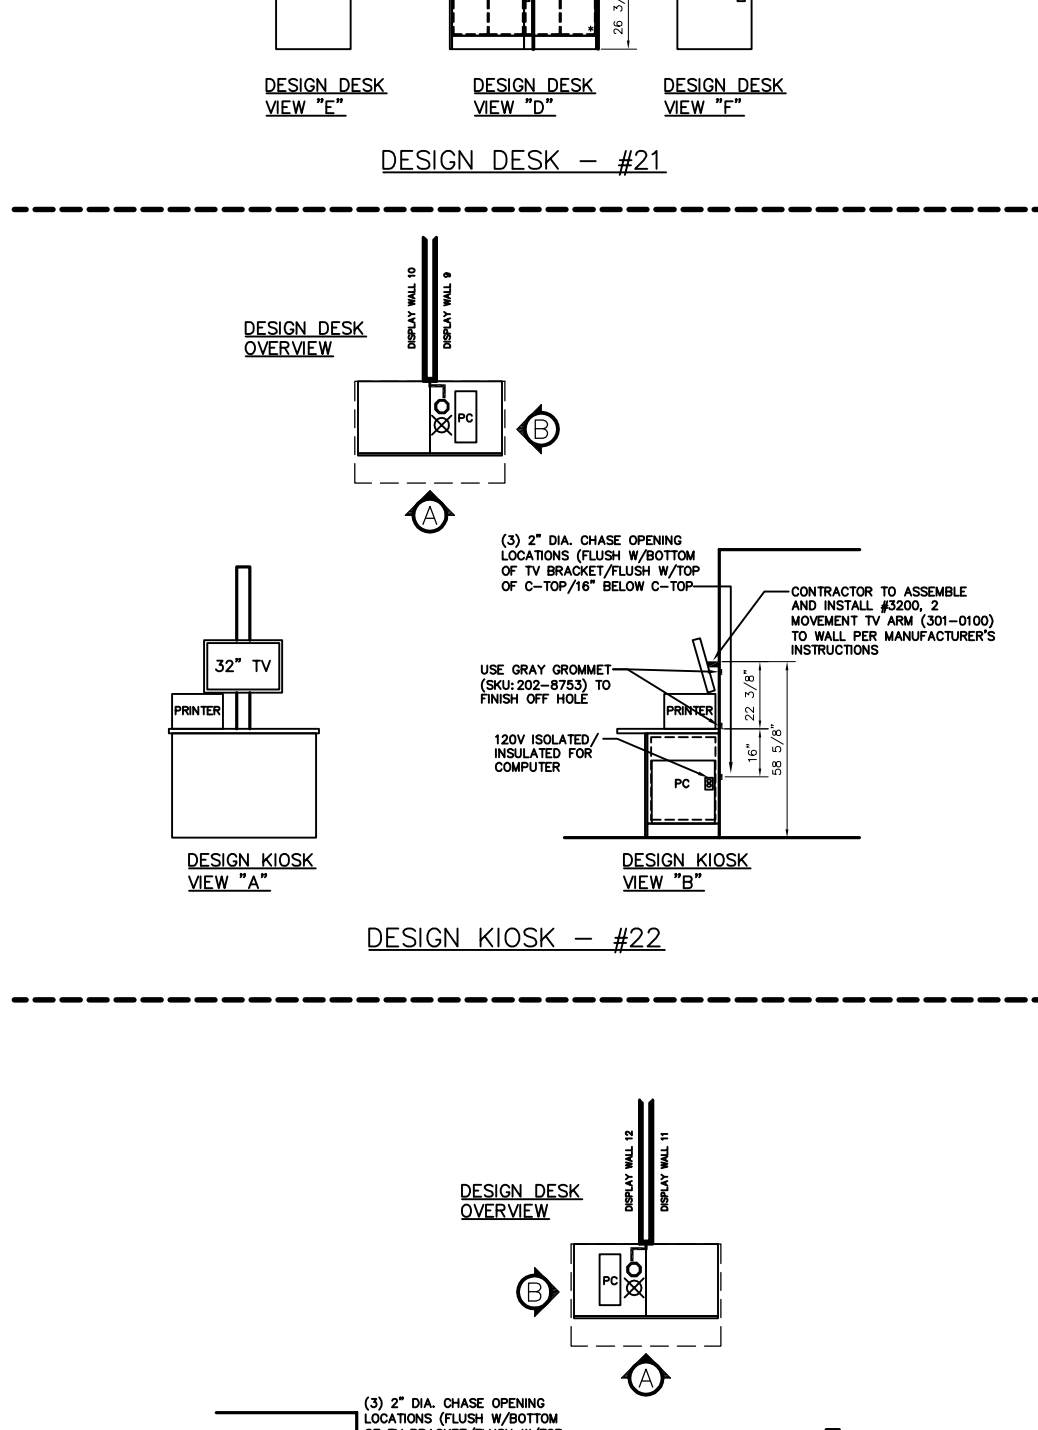 26 3/
*
DESIGN DESK
VIEW "E"
DESIGN DESK
VIEW "D"
DESIGN DESK
VIEW "F"
DESIGN DESK - #21
DISPLAY WALL 10
DISPLAY WALL 9
DESIGN DESK
OVERVIEW
PC
B
A
(3) 2" DIA. CHASE OPENING
LOCATIONS (FLUSH W/BOTTOM
OF TV BRACKET/FLUSH W/TOP
OF C-TOP/16" BELOW C-TOP
CONTRACTOR TO ASSEMBLE
AND INSTALL #3200, 2
MOVEMENT TV ARM (301-0100)
TO WALL PER MANUFACTURER'S
INSTRUCTIONS
32" TV
PRINTER
USE GRAY GROMMET
(SKU:202-8753) TO
FINISH OFF HOLE
PRINTER
22 3/8"
120V ISOLATED/
INSULATED FOR
COMPUTER
16"
58 5/8"
PC
DESIGN KIOSK
VIEW "A"
DESIGN KIOSK
VIEW "B"
DESIGN KIOSK - #22
DISPLAY WALL 12
DISPLAY WALL 11
DESIGN DESK
OVERVIEW
PC
B
A
(3) 2" DIA. CHASE OPENING
LOCATIONS (FLUSH W/BOTTOM